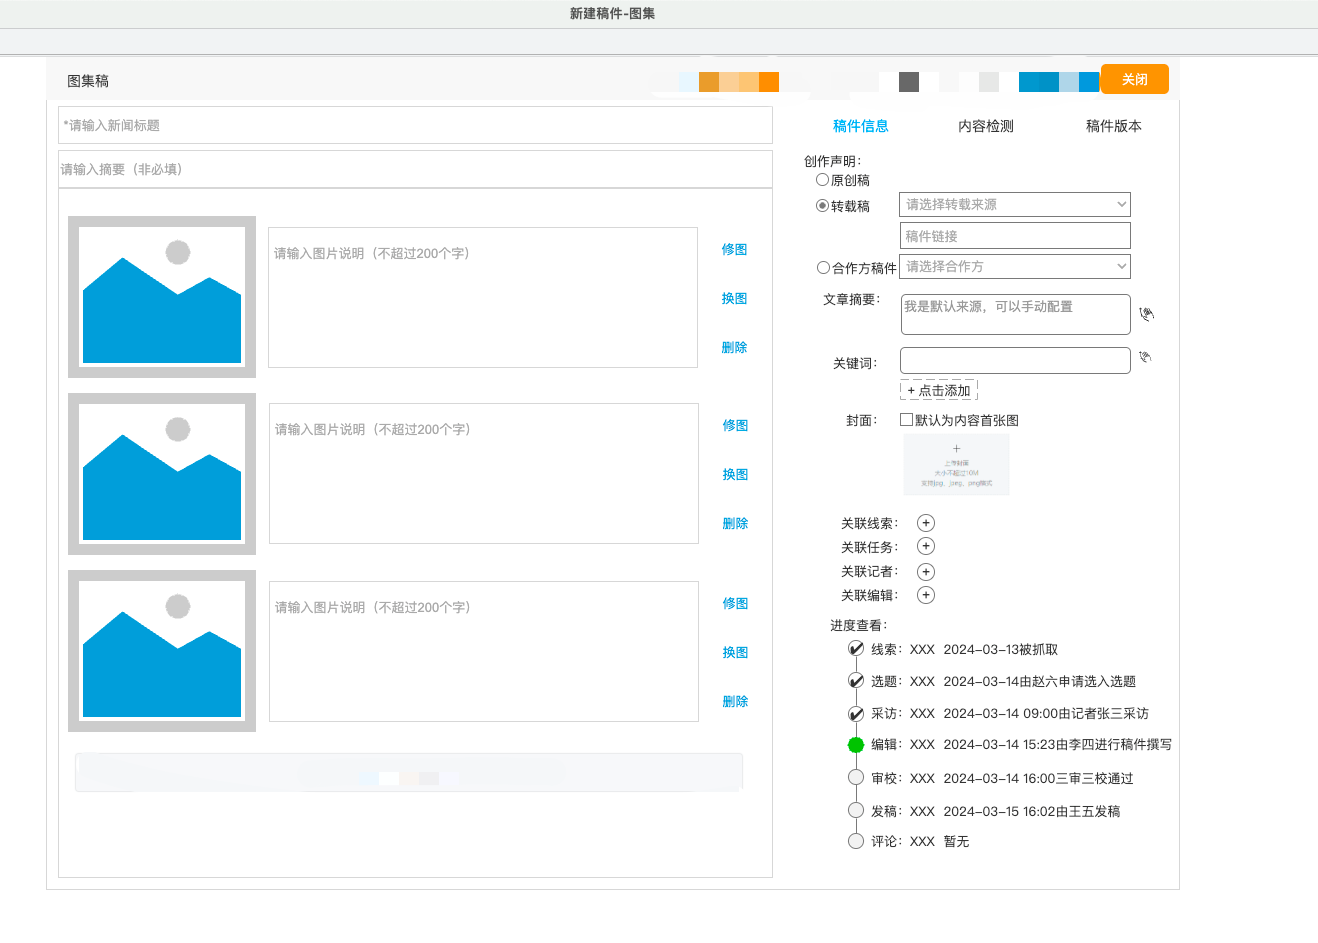 新建稿件-图集
图集稿
关闭
*请输入新闻标题
请输入摘要（非必填）
请输入图片说明（不超过200个字）
修图
换图
删除
请输入图片说明（不超过200个字）
修图
换图
删除
请输入图片说明（不超过200个字）
修图
换图
删除
稿件信息 内容检测 稿件版本
创作声明：
原创稿
转载稿 请选择转载来源
稿件链接
合作方稿件 请选择合作方
文章摘要： 我是默认来源，可以手动配置
关键词：
+ 点击添加
封面： 默认为内容首张图
+
上传封面
大小不超过10M
支持jpg、jpeg、png格式
关联线索： +
关联任务： +
关联记者： +
关联编辑： +
进度查看：
线索：XXX 2024-03-13被抓取
选题：XXX 2024-03-14由赵六申请选入选题
采访：XXX 2024-03-14 09:00由记者张三采访
编辑：XXX 2024-03-14 15:23由李四进行稿件撰写
审校：XXX 2024-03-14 16:00三审三校通过
发稿：XXX 2024-03-15 16:02由王五发稿
评论：XXX 暂无